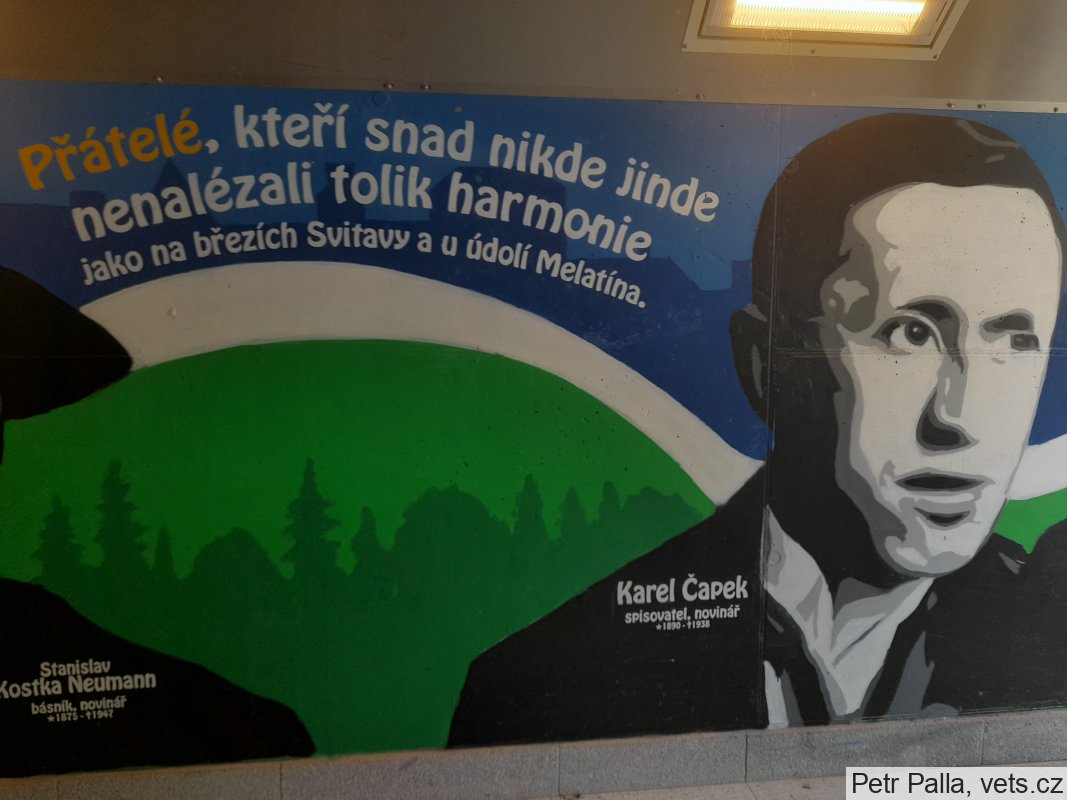 Přátelé, kteří snad nikde jinde
nenalézali tolik harmonie
jako na březích Svitavy a u údolí Melatína.
Karel Čapek
spisovatel, novinář
*1890 - †1938
Stanislav
Kostka Neumann
básník, novinář
*1875 - †1947
Petr Palla, vets.cz